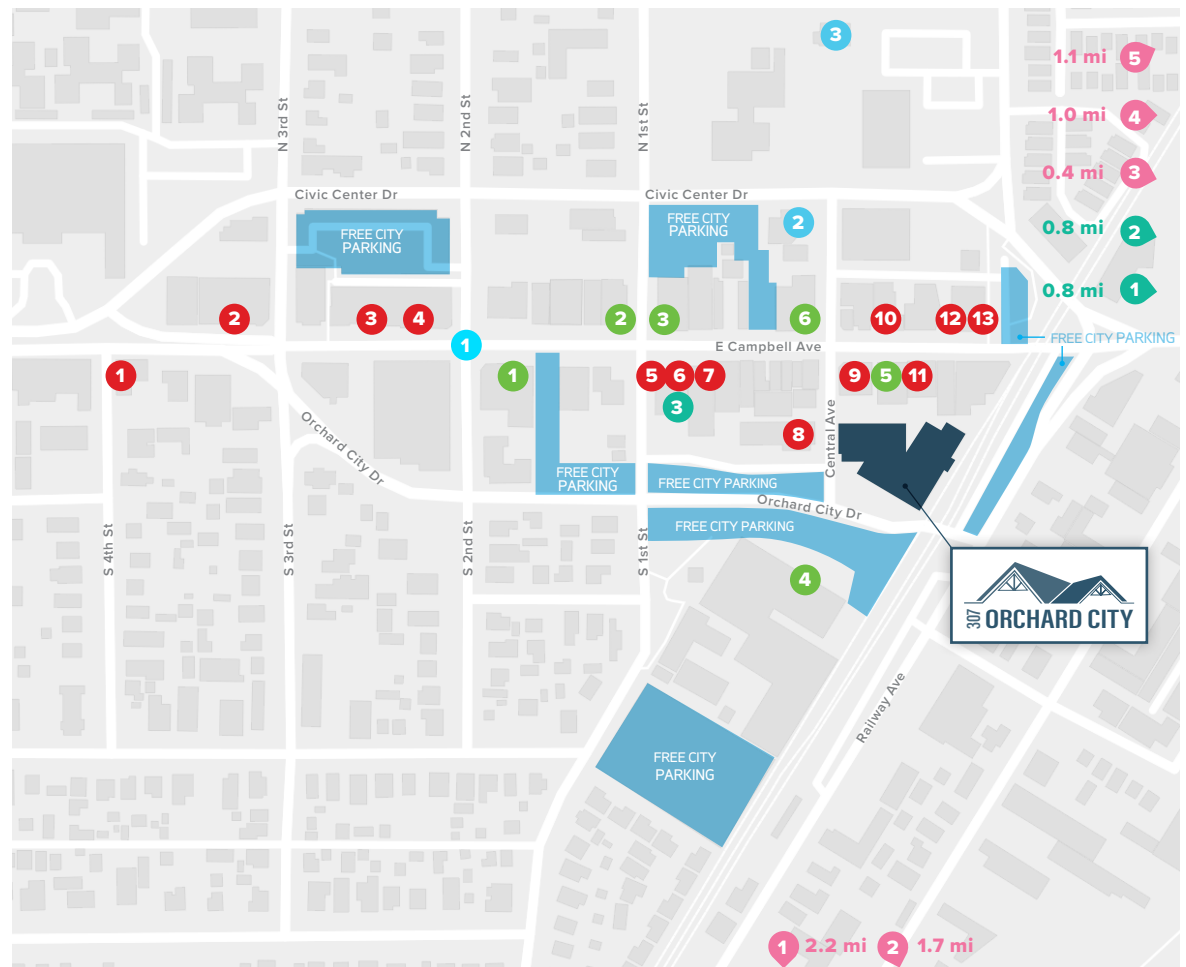 3
1.1 mi 5
1.0 mi 4
0.4 mi 3
0.8 mi 2
0.8 mi 1
N 3rd St
N 2nd St
N 1st St
Civic Center Dr
Civic Center Dr
FREE CITY
PARKING
FREE CITY
PARKING
2
2
3
4
2
3
6
10
12
13
1
E Campbell Ave
FREE CITY PARKING
1
1
5
6
7
9
5
11
3
8
Central Ave
Orchard City Dr
FREE CITY
PARKING
FREE CITY PARKING
Orchard City Dr
FREE CITY PARKING
S 4th St
S 3rd St
S 2nd St
S 1st St
4
307 ORCHARD CITY
Railway Ave
FREE CITY
PARKING
1 2.2 mi
2 1.7 mi